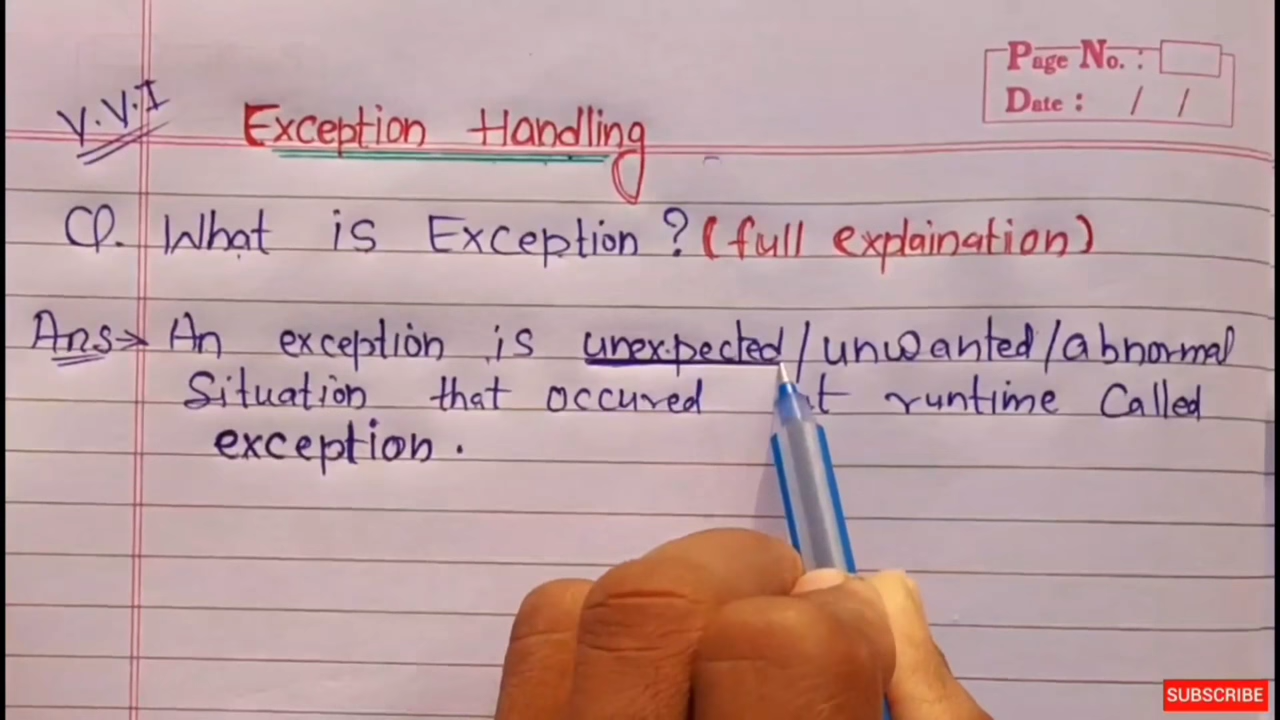 Page No. :
Date : / /
V.V.I
Exception Handling
Q. What is Exception ? (full explaination)
Ans→ An exception is unexpected/unwanted/abnormal
Situation that occured runtime Called
exception.
SUBSCRIBE